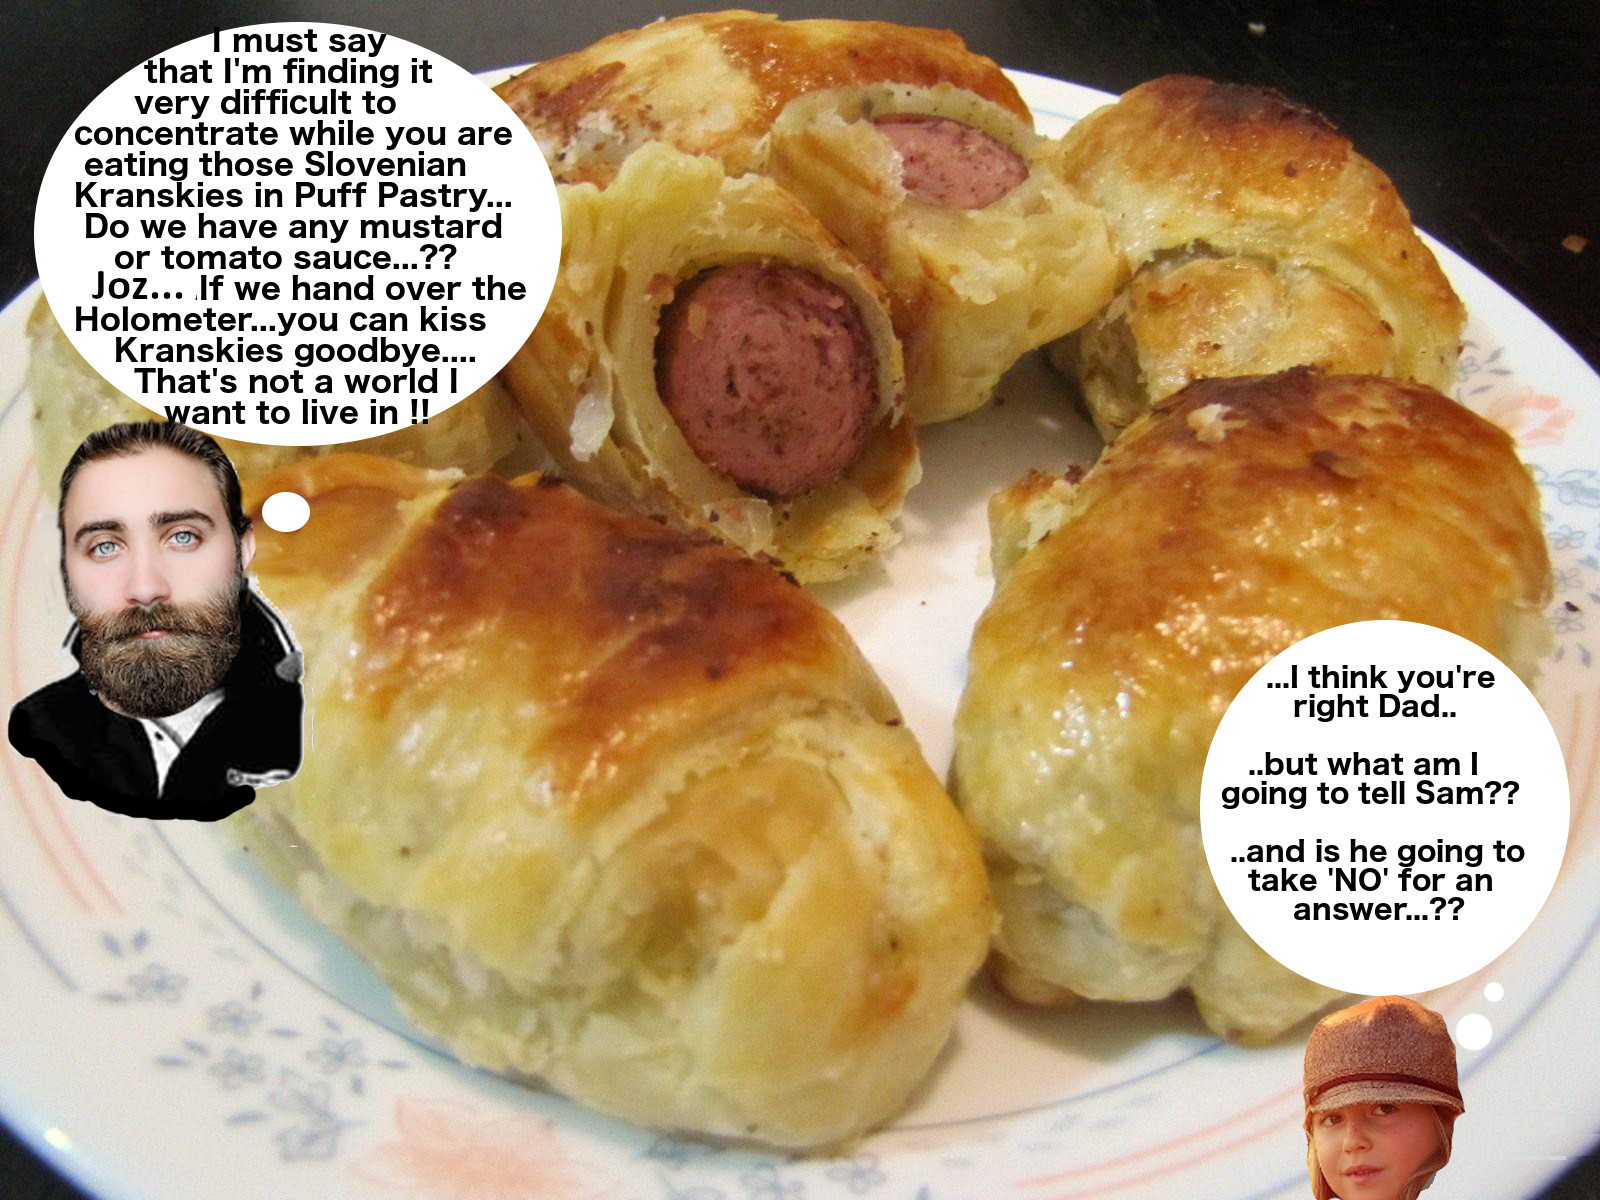 I must say
that I'm finding it
very difficult to
concentrate while you are
eating those Slovenian
Kranskies in Puff Pastry...
Do we have any mustard
or tomato sauce...??
Joz... If we hand over the
Holometer...you can kiss
Kranskies goodbye....
That's not a world I
want to live in !!
...I think you're
right Dad..
..but what am I
going to tell Sam??
..and is he going to
take 'NO' for an
answer...??